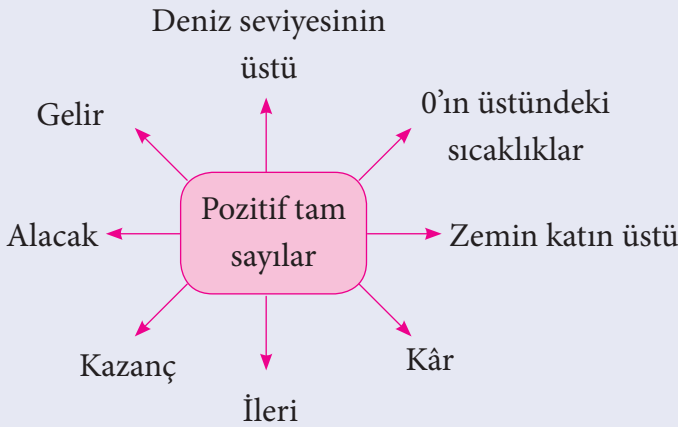 Deniz seviyesinin
üstü
Gelir
0’ın üstündeki
sıcaklıklar
Alacak
Pozitif tam
sayılar
Zemin katın üstü
Kazanç
Kâr
İleri